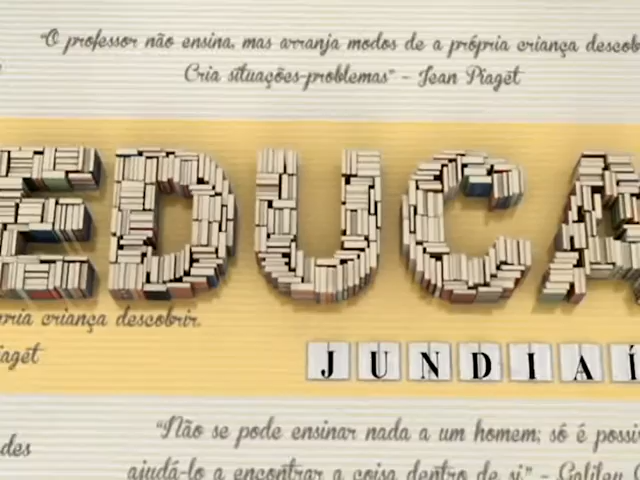 "O professor não ensina, mas arranja modos de a própria criança descob
Cria situações-problemas" - Jean Piaget
EDUCA
pria criança descobrir.
iaget
JUNDIAÍ
"Não se pode ensinar nada a um homem; só é possí
des
ajudá-lo a encontrar a coisa dentro de si" - Galileu G